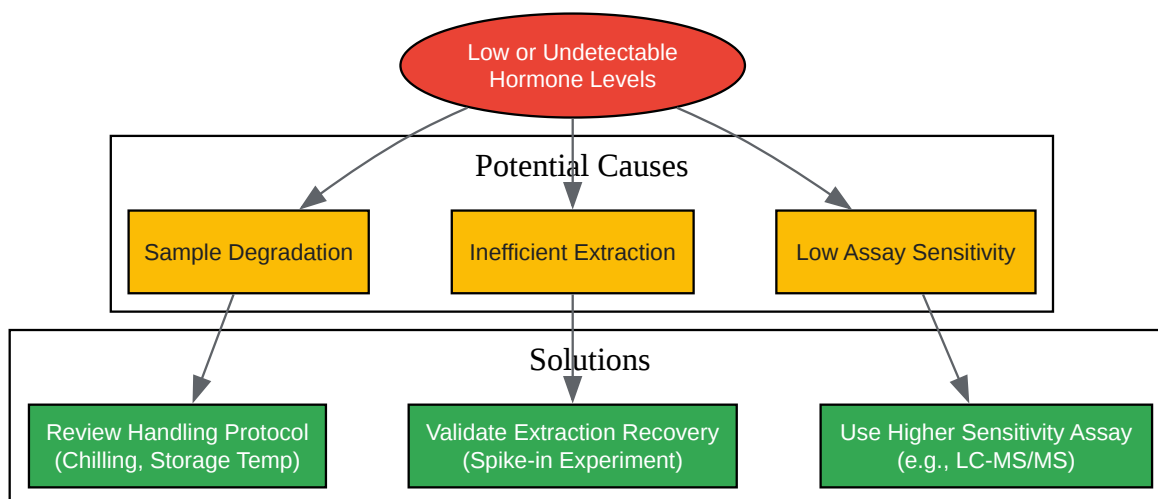 Low or Undetectable
Hormone Levels
Potential Causes
Sample Degradation
Inefficient Extraction
Low Assay Sensitivity
Solutions
Review Handling Protocol
(Chilling, Storage Temp)
Validate Extraction Recovery
(Spike-in Experiment)
Use Higher Sensitivity Assay
(e.g., LC-MS/MS)